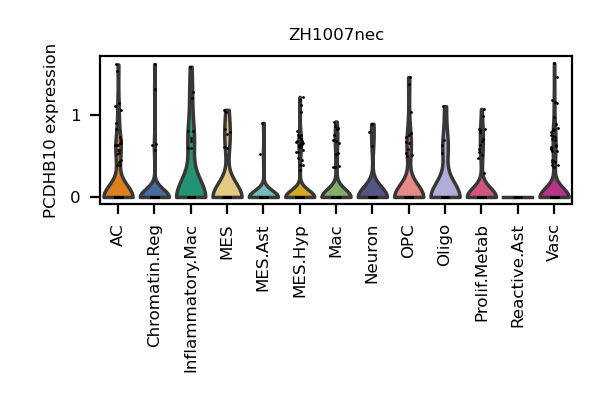 ZH1007nec
PCDHB10 expression
1
0
AC
Chromatin.Reg
Inflammatory.Mac
MES
MES.Ast
MES.Hyp
Mac
Neuron
OPC
Oligo
Prolif.Metab
Reactive.Ast
Vasc